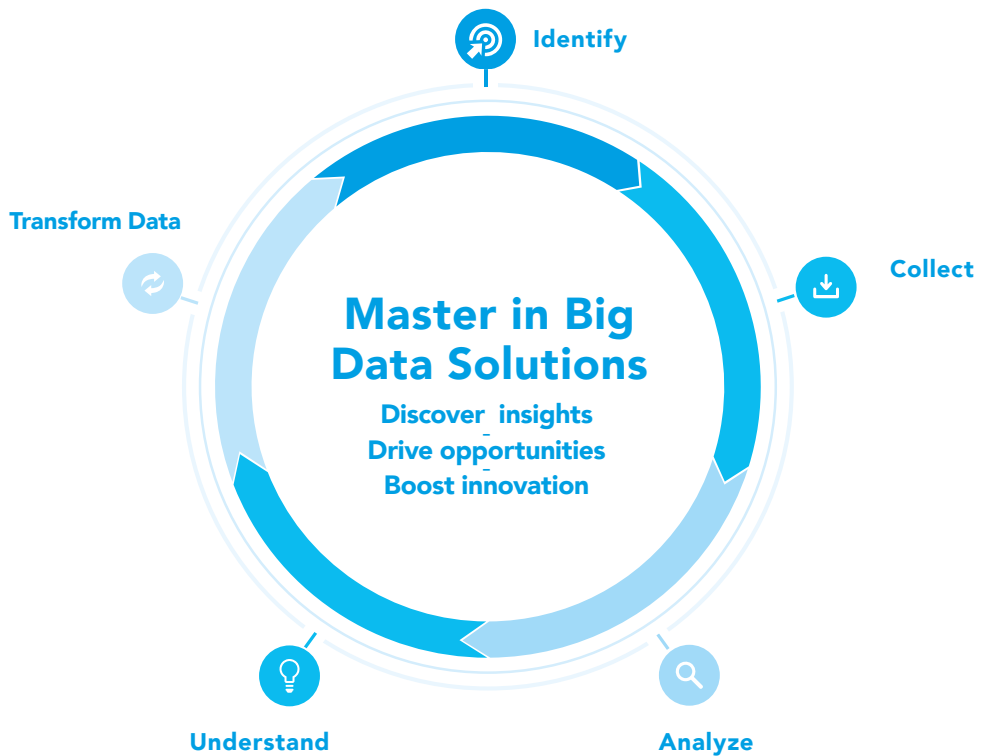 Identify
Collect
Transform Data
Master in Big
Data Solutions
Discover insights
-
Drive opportunities
-
Boost innovation
Understand
Analyze